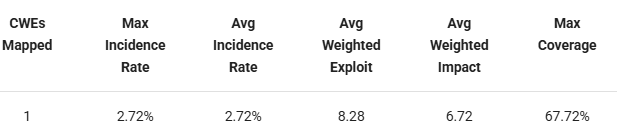 CWEs Mapped
Max Incidence Rate
Avg Incidence Rate
Avg Weighted Exploit
Avg Weighted Impact
Max Coverage
1 2.72% 2.72% 8.28 6.72 67.72%